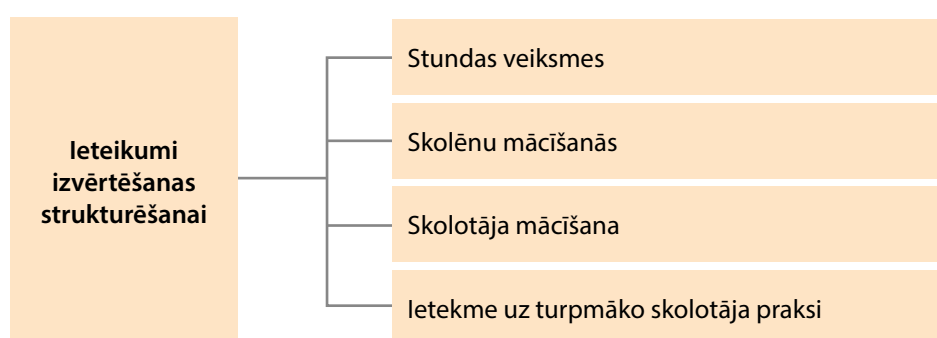 Ieteikumi
izvērtēšanas
strukturēšanai
Stundas veiksmes
Skolēnu mācīšanās
Skolotāja mācīšana
Ietekme uz turpmāko skolotāja praksi